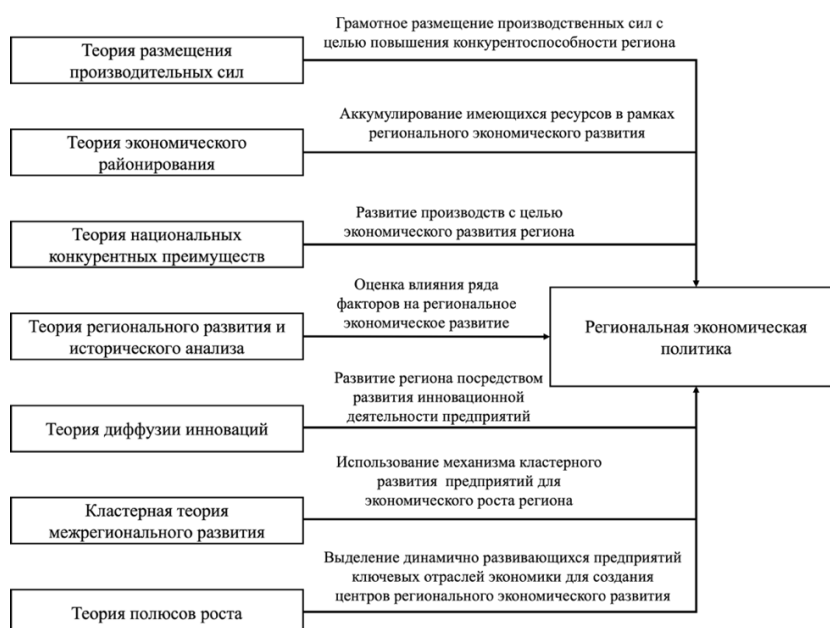 Грамотное размещение производственных сил с
целью повышения конкурентоспособности региона
Теория размещения
производительных сил
Аккумулирование имеющихся ресурсов в рамках
регионального экономического развития
Теория экономического
районирования
Развитие производств с целью
экономического развития региона
Теория национальных
конкурентных преимуществ
Оценка влияния ряда
факторов на региональное
экономическое развитие
Теория регионального развития и
исторического анализа
Региональная экономическая
политика
Развитие региона посредством
развития инновационной
деятельности предприятий
Теория диффузии инноваций
Использование механизма кластерного
развития предприятий для
экономического роста региона
Кластерная теория
межрегионального развития
Выделение динамично развивающихся предприятий
ключевых отраслей экономики для создания
центров регионального экономического развития
Теория полюсов роста